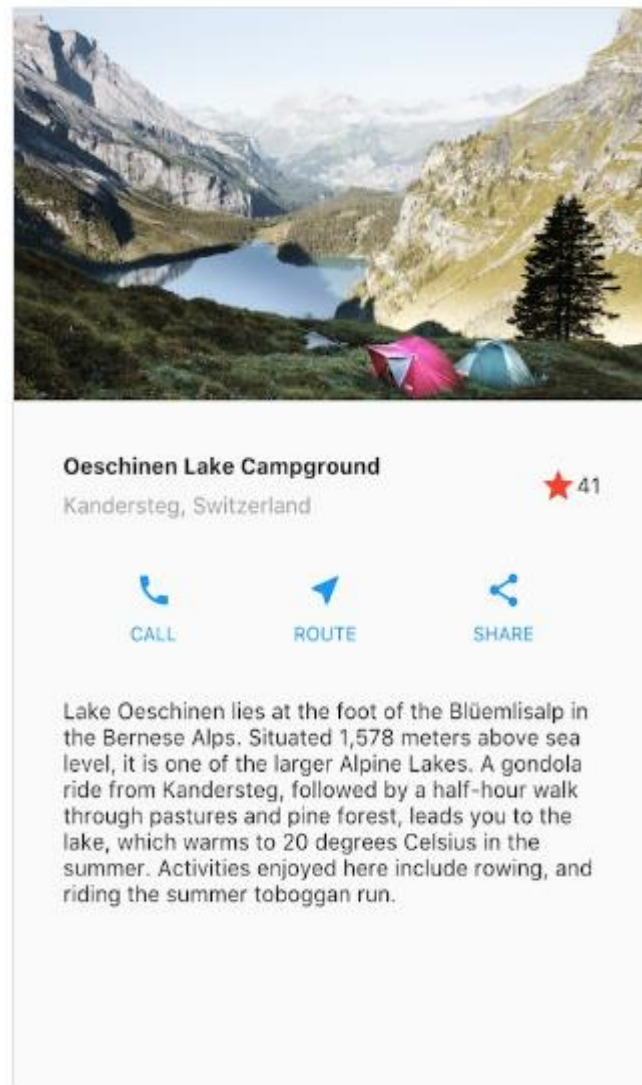 Oeschinen Lake Campground
41
Kandersteg, Switzerland
CALL
ROUTE
SHARE
Lake Oeschinen lies at the foot of the Blüemlisalp in
the Bernese Alps. Situated 1,578 meters above sea
level, it is one of the larger Alpine Lakes. A gondola
ride from Kandersteg, followed by a half-hour walk
through pastures and pine forest, leads you to the
lake, which warms to 20 degrees Celsius in the
summer. Activities enjoyed here include rowing, and
riding the summer toboggan run.